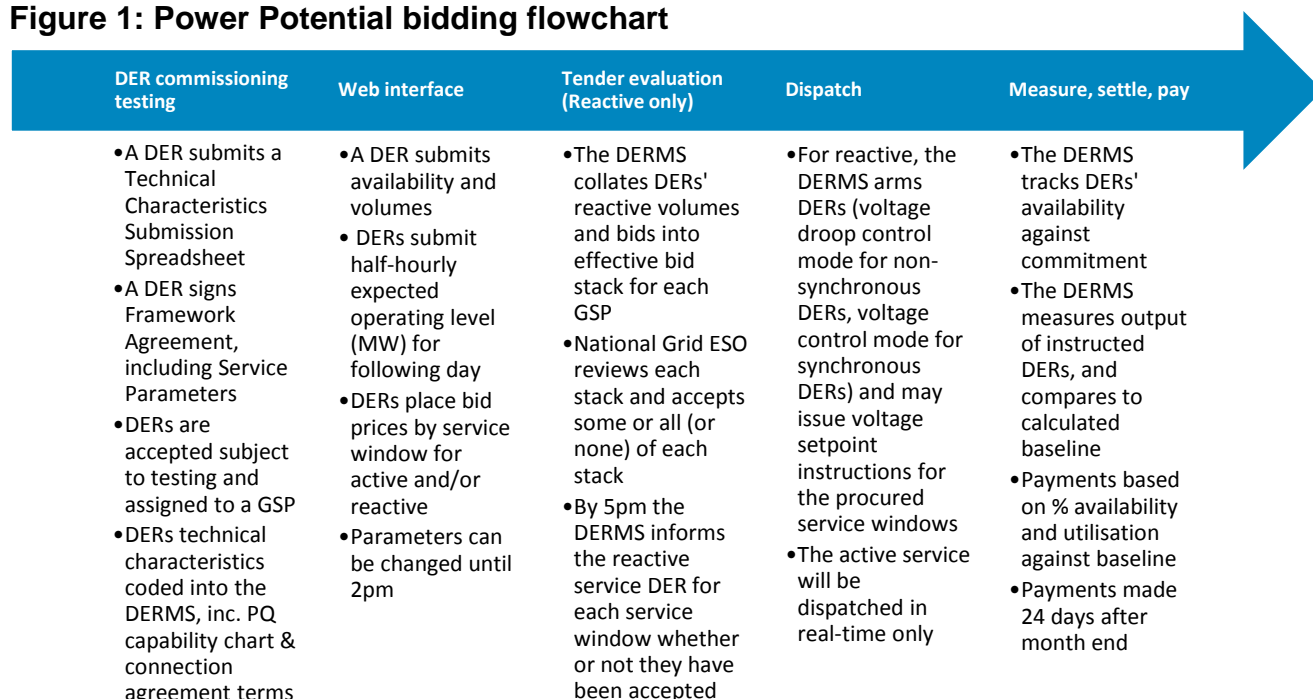 Figure 1: Power Potential bidding flowchart
DER commissioning
testing
•A DER submits a
Technical
Characteristics
Submission
Spreadsheet
•A DER signs
Framework
Agreement,
including Service
Parameters
•DERs are
accepted subject
to testing and
assigned to a GSP
•DERs technical
characteristics
coded into the
DERMS, inc. PQ
capability chart &
connection
agreement terms
Web interface
•A DER submits
availability and
volumes
• DERs submit
half-hourly
expected
operating level
(MW) for
following day
•DERs place bid
prices by service
window for
active and/or
reactive
•Parameters can
be changed until
2pm
Tender evaluation
(Reactive only)
•The DERMS
collates DERs'
reactive volumes
and bids into
effective bid
stack for each
GSP
•National Grid ESO
reviews each
stack and accepts
some or all (or
none) of each
stack
•By 5pm the
DERMS informs
the reactive
service DER for
each service
window whether
or not they have
been accepted
Dispatch
•For reactive, the
DERMS arms
DERs (voltage
droop control
mode for non-
synchronous
DERs, voltage
control mode for
synchronous
DERs) and may
issue voltage
setpoint
instructions for
the procured
service windows
•The active service
will be
dispatched in
real-time only
Measure, settle, pay
•The DERMS
tracks DERs'
availability
against
commitment
•The DERMS
measures output
of instructed
DERs, and
compares to
calculated
baseline
•Payments based
on % availability
and utilisation
against baseline
•Payments made
24 days after
month end